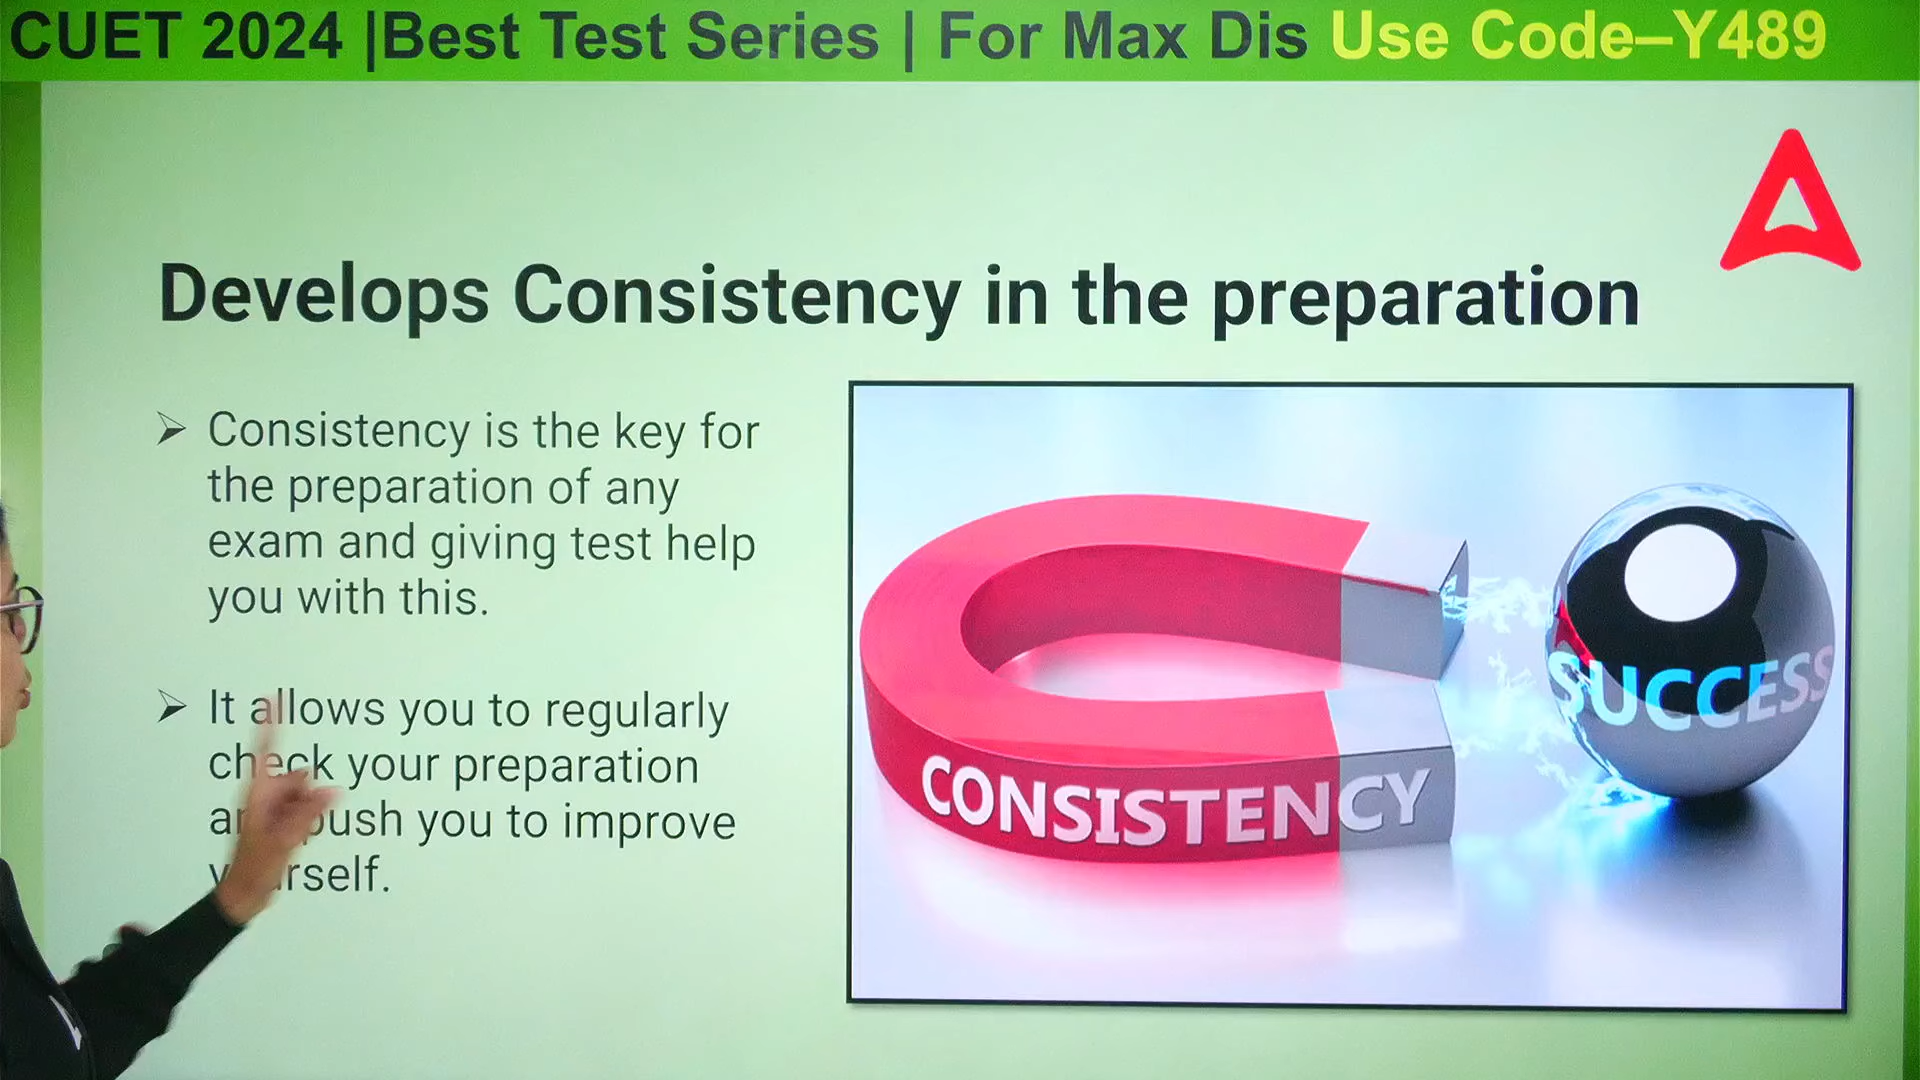 CUET 2024 |Best Test Series | For Max Dis Use Code–Y489
Develops Consistency in the preparation
Consistency is the key for
the preparation of any
exam and giving test help
you with this.
It allows you to regularly
check your preparation
push you to improve
CONSISTENCY
SUCCESS